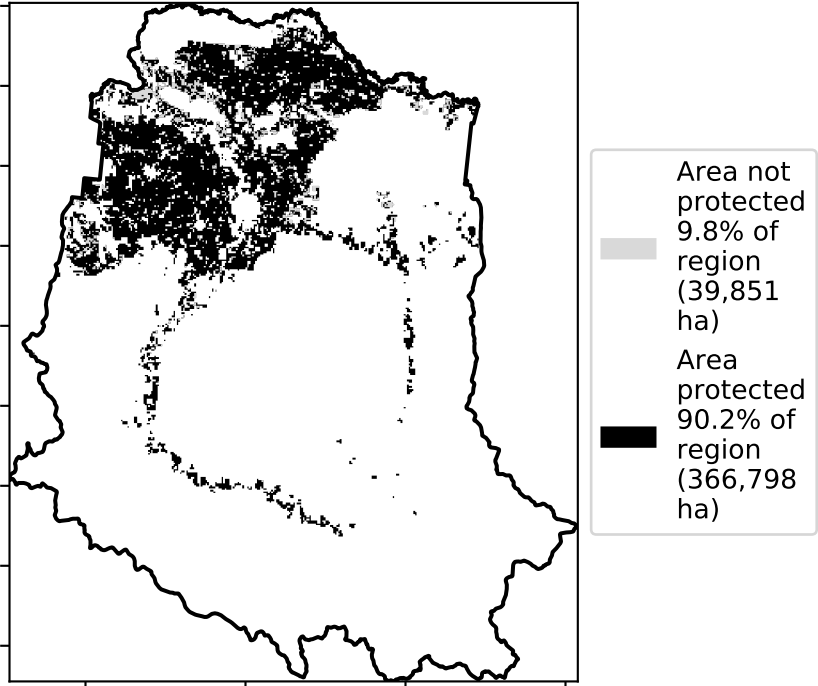 Area not
protected
9.8% of
region
(39,851
ha)
Area
protected
90.2% of
region
(366,798
ha)